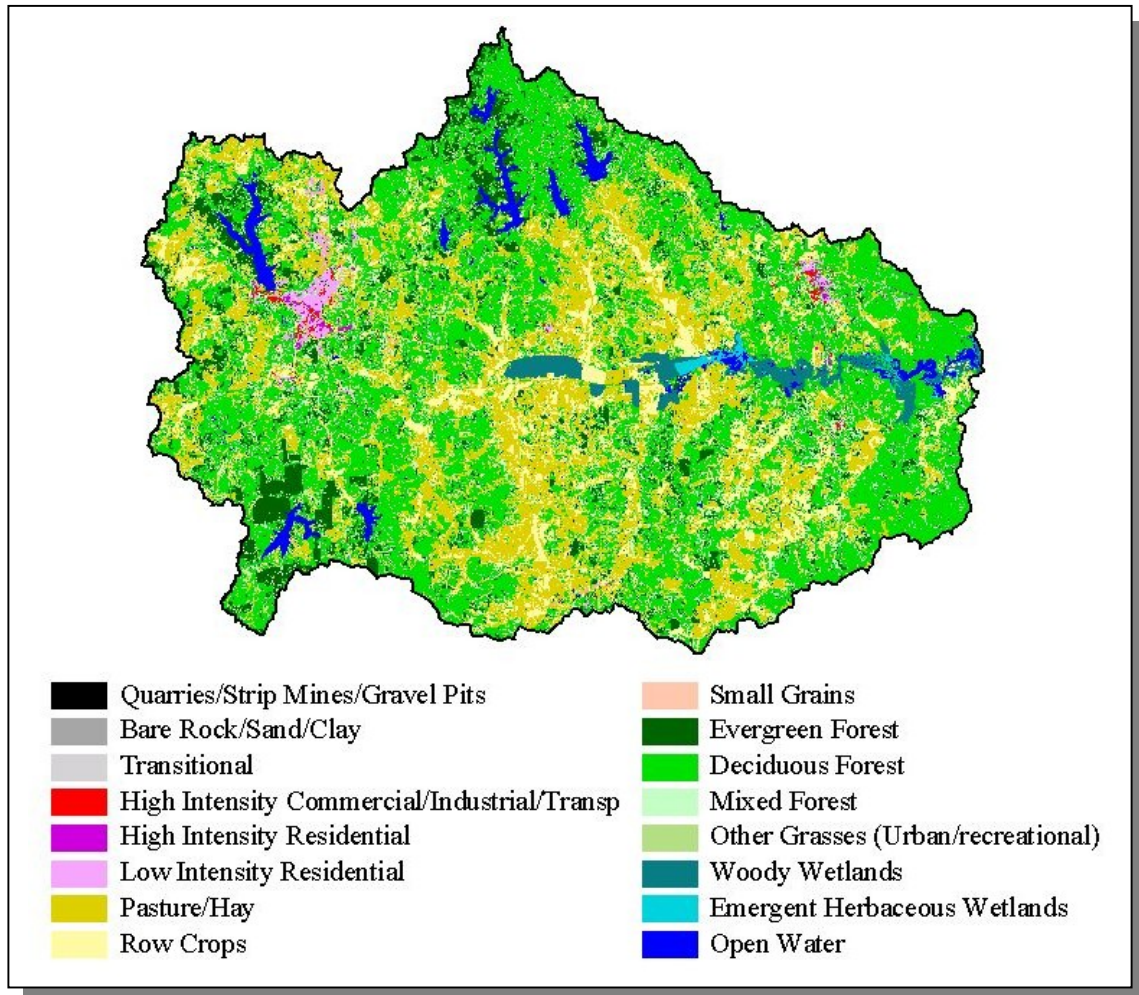 Quarries/Strip Mines/Gravel Pits
Bare Rock/Sand/Clay
Transitional
High Intensity Commercial/Industrial/Transp
High Intensity Residential
Low Intensity Residential
Pasture/Hay
Row Crops
Small Grains
Evergreen Forest
Deciduous Forest
Mixed Forest
Other Grasses (Urban/recreational)
Woody Wetlands
Emergent Herbaceous Wetlands
Open Water